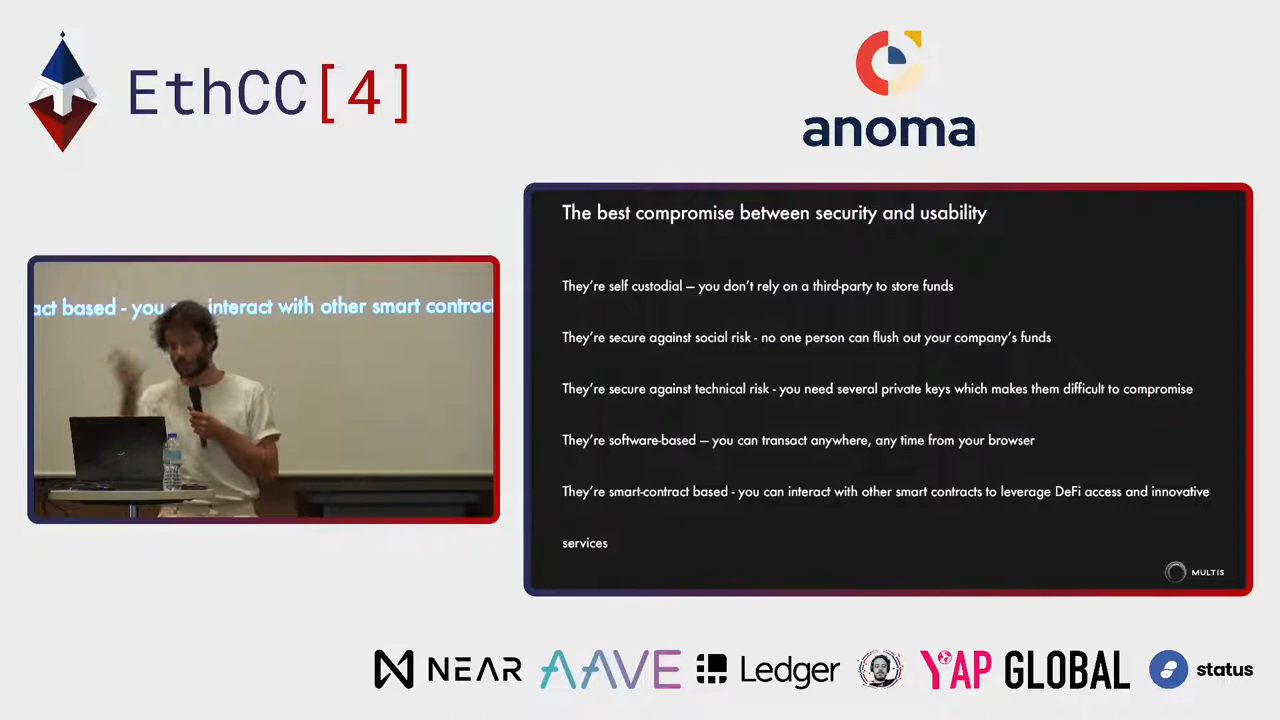 EthCC[4]
anoma
The best compromise between security and usability
They're self custodial – you don't rely on a third-party to store funds
They're secure against social risk - no one person can flush out your company's funds
They're secure against technical risk - you need several private keys which makes them difficult to compromise
They're software-based – you can transact anywhere, any time from your browser
They're smart-contract based - you can interact with other smart contracts to leverage DeFi access and innovative
services
MULTIS
act based - you interact with other smart contract
NEAR AAVE Ledger YAP GLOBAL status